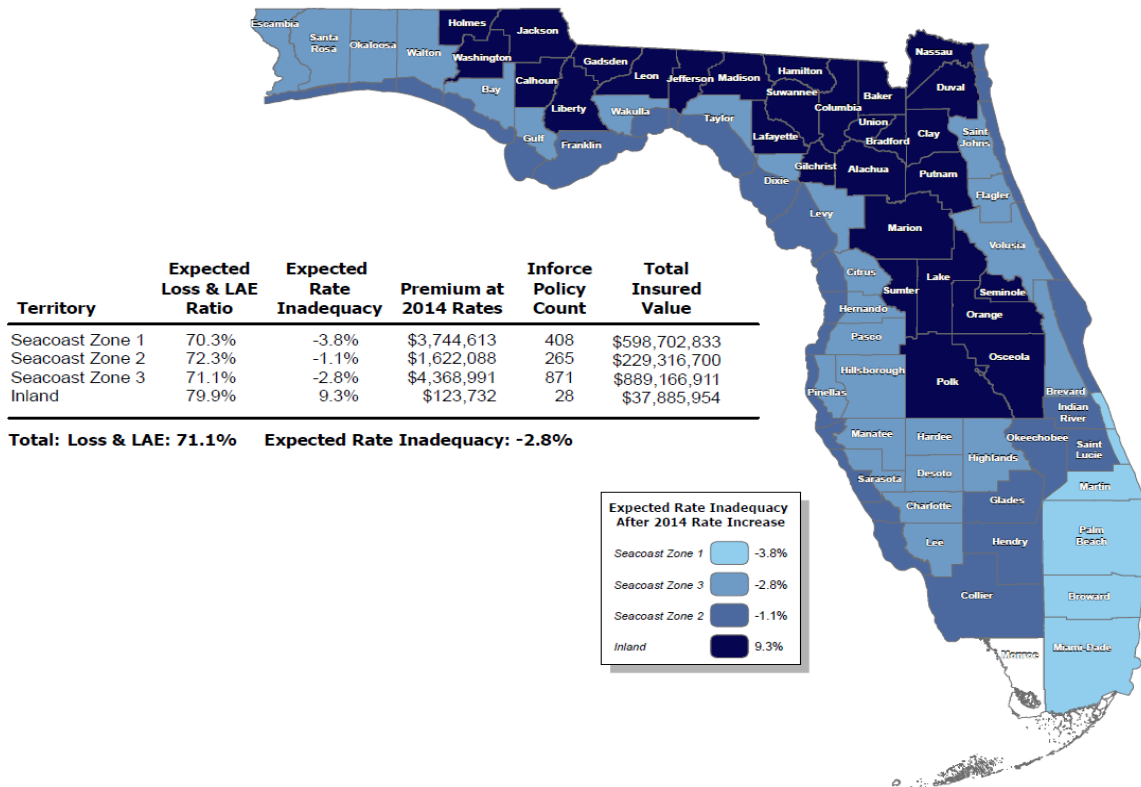 Escambia
Santa
Rosa
Okaloosa
Walton
Holmes
Jackson
Washington
Bay
Calhoun
Gulf
Liberty
Gadsden
Franklin
Leon
Wakulla
Jefferson
Madison
Taylor
Hamilton
Suwannee
Lafayette
Dixie
Columbia
Gilchrist
Levy
Baker
Union
Bradford
Alachua
Nassau
Duval
Clay
Saint
Johns
Putnam
Flagler
Marion
Volusia
Citrus
Sumter
Lake
Hernando
Seminole
Orange
Pasco
Osceola
Hillsborough
Polk
Pinellas
Brevard
Indian
River
Manatee
Hardee
Okeechobee
Saint
Lucie
Highlands
Sarasota
Desoto
Martin
Charlotte
Glades
Lee
Hendry
Palm
Beach
Collier
Broward
Monroe
Miami-Dade
Territory Expected Loss & LAE Ratio Expected Rate Inadequacy Premium at 2014 Rates Inforce Policy Count Total Insured Value
Seacoast Zone 1 70.3% -3.8% $3,744,613 408 $598,702,833
Seacoast Zone 2 72.3% -1.1% $1,622,088 265 $229,316,700
Seacoast Zone 3 71.1% -2.8% $4,368,991 871 $889,166,911
Inland 79.9% 9.3% $123,732 28 $37,885,954
Total: Loss & LAE: 71.1% Expected Rate Inadequacy: -2.8%
Expected Rate Inadequacy
After 2014 Rate Increase
Seacoast Zone 1 -3.8%
Seacoast Zone 3 -2.8%
Seacoast Zone 2 -1.1%
Inland 9.3%